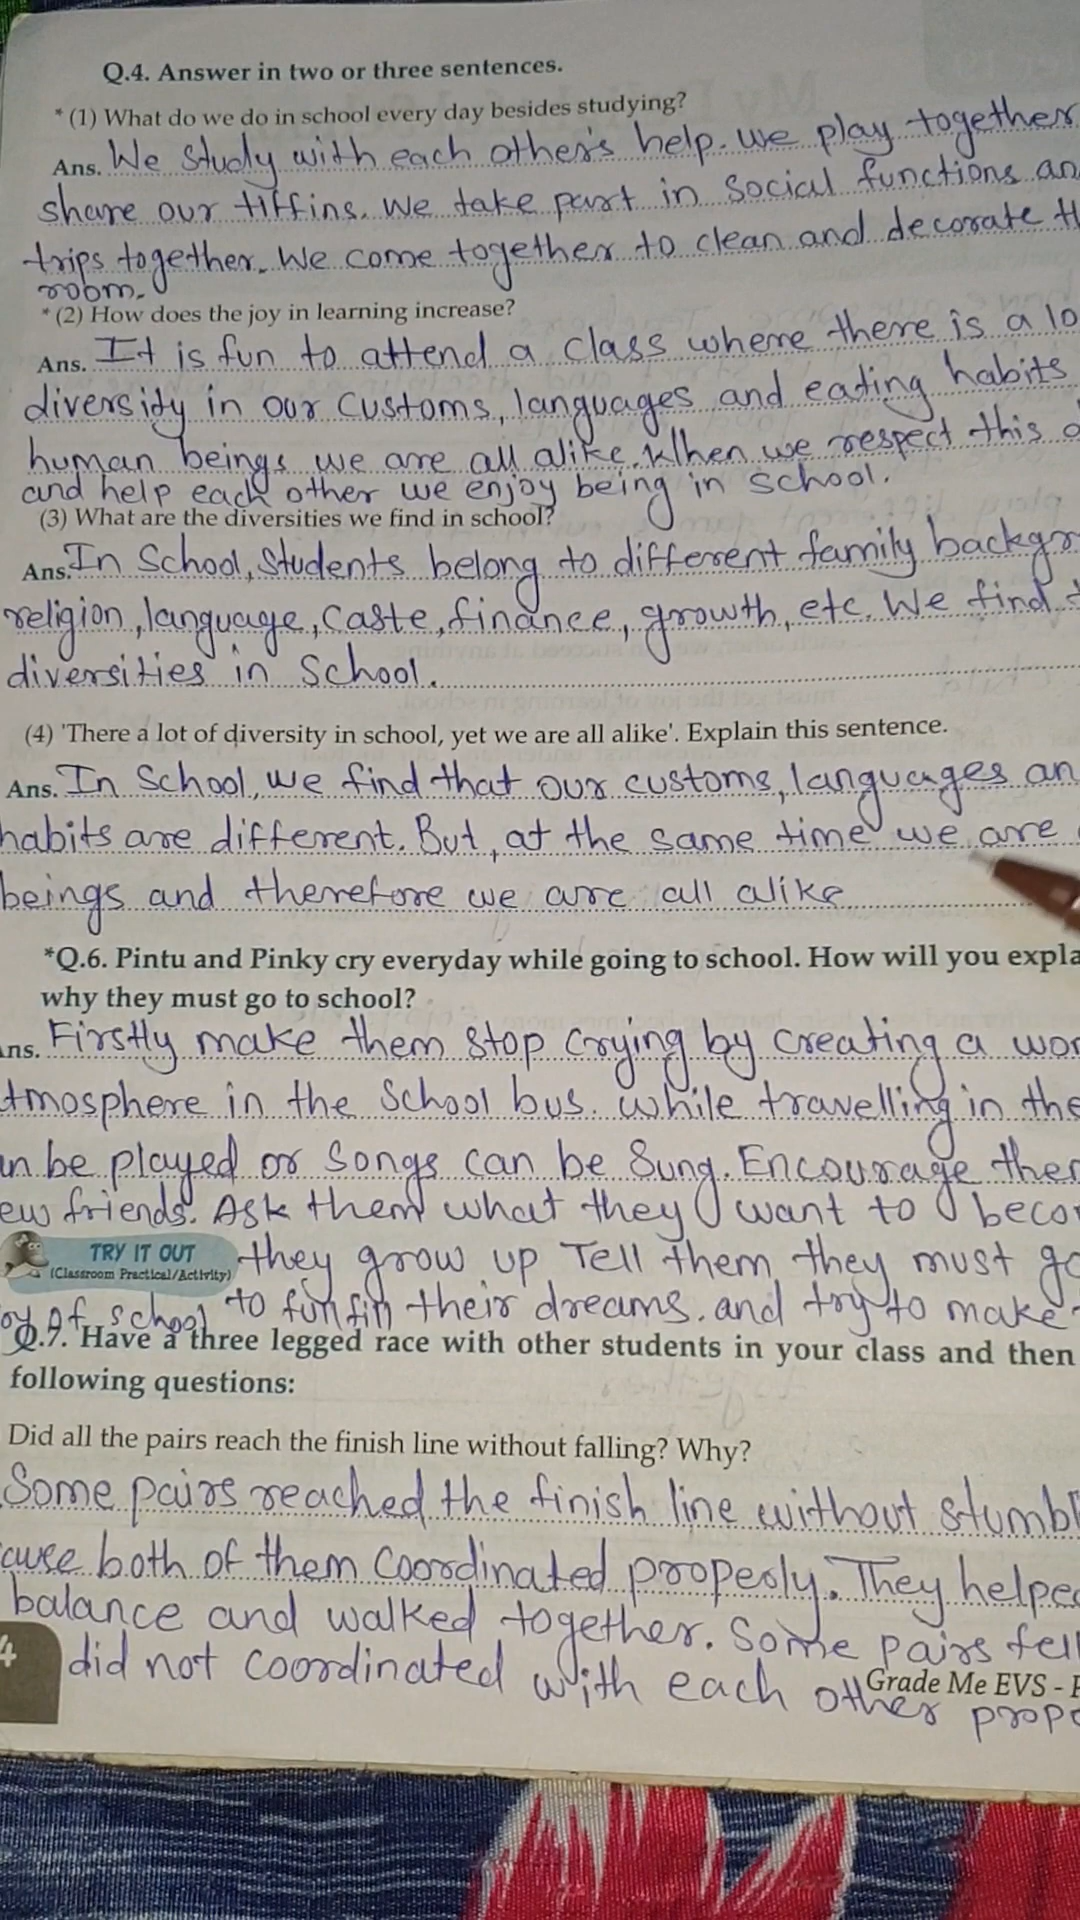 Q.4. Answer in two or three sentences.
*(1) What do we do in school every day besides studying?
Ans. We study with each other's help. we play together
share our tiffins. We take part in social functions an
trips together. We come together to clean and decorate th
room.
*(2) How does the joy in learning increase?
Ans. It is fun to attend a class where there is a lo
diversity in our customs, languages and eating habits
human beings we are all alike. When we respect this d
and help each other we enjoy being in school.
(3) What are the diversities we find in school?
Ans. In School, Students belong to different family backgro
religion, language, caste, finance, growth, etc. We find t
diversities in School.
(4) 'There a lot of diversity in school, yet we are all alike'. Explain this sentence.
Ans. In School, we find that our customs, languages an
habits are different. But, at the same time we are
beings and therefore we are all alike
*Q.6. Pintu and Pinky cry everyday while going to school. How will you expla
why they must go to school?
ns. Firstly make them stop crying by creating a won
tmosphere in the School bus. while travelling in the
an be played or songs can be Sung. Encourage them
ew friends. Ask them what they want to beco
TRY IT OUT they grow up Tell them they must go
(Classroom Practical/Activity)
oy of school to fulfill their dreams. and try to make
Q.7. Have a three legged race with other students in your class and then
following questions:
Did all the pairs reach the finish line without falling? Why?
Some pairs reached the finish line without stumbl
cause both of them coordinated properly. They helped
balance and walked together. Some pairs fell
4 did not coordinated with each other prope
Grade Me EVS - P